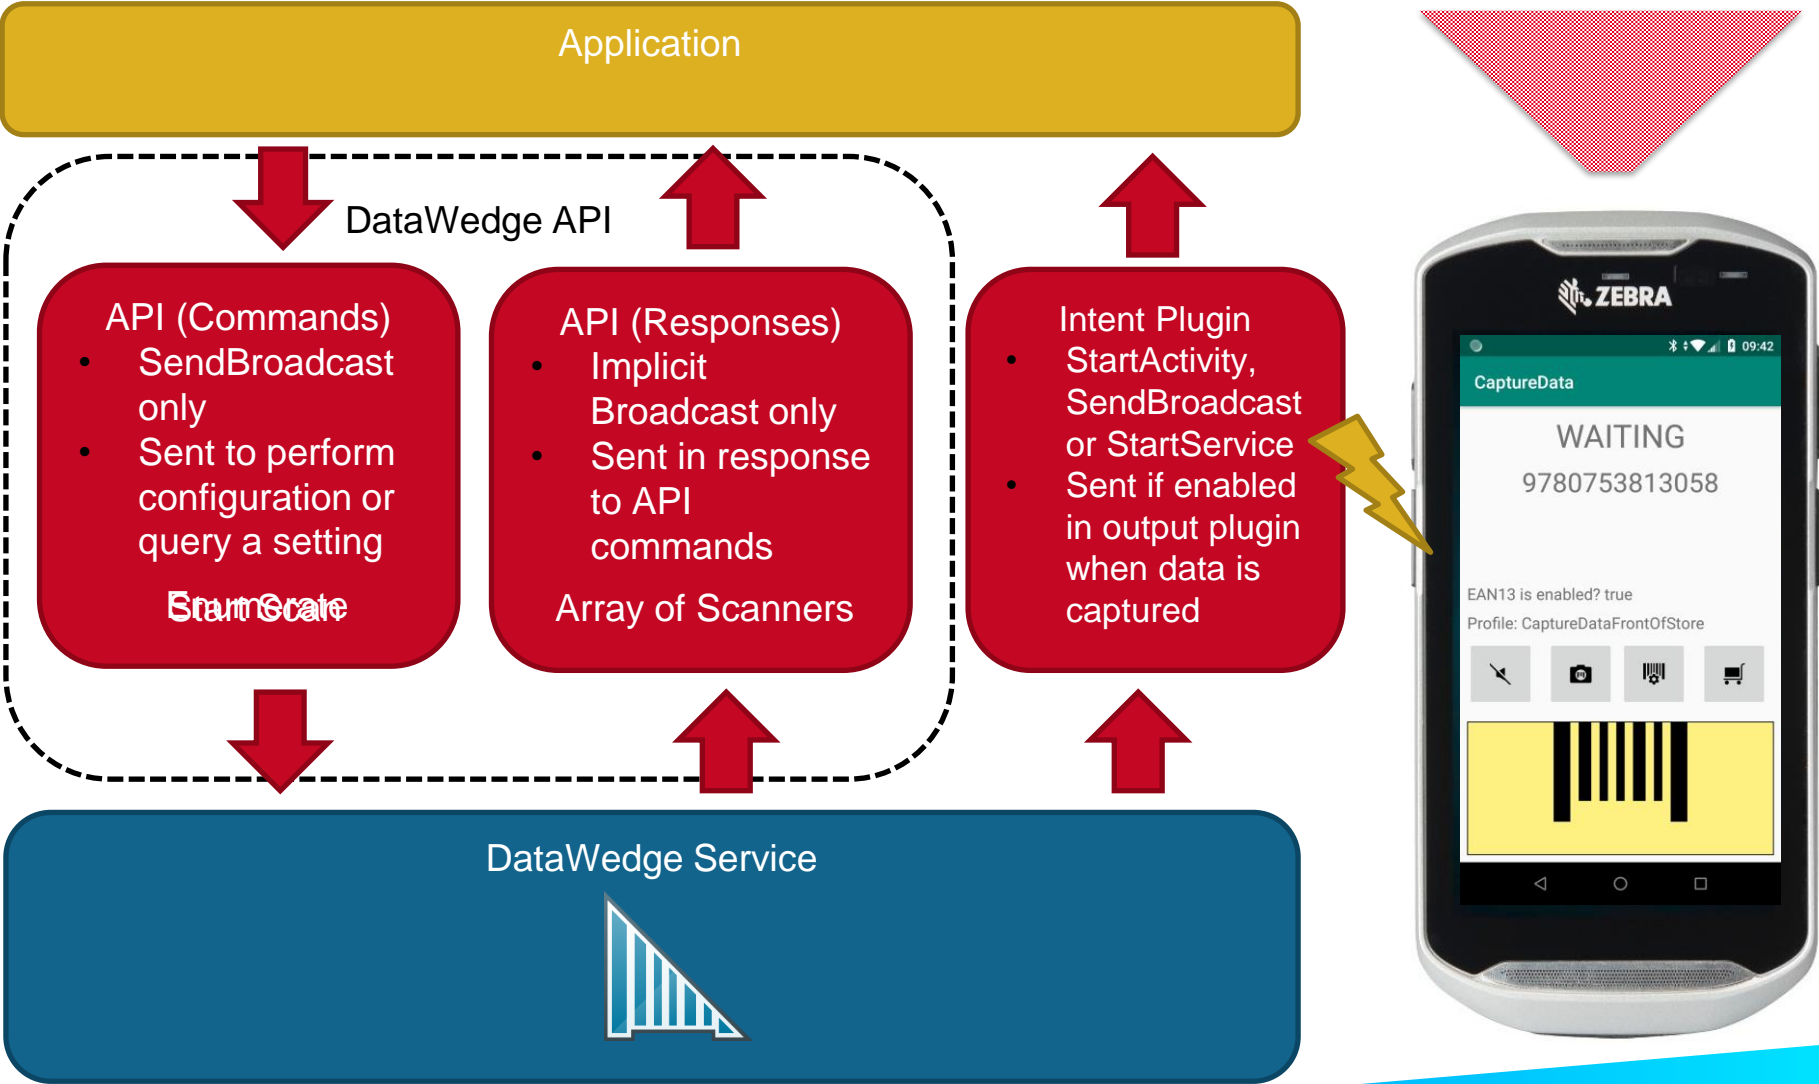 Application
DataWedge API
API (Commands)
• SendBroadcast
only
• Sent to perform
configuration or
query a setting
Enumerate
Start Scan
API (Responses)
• Implicit
Broadcast only
• Sent in response
to API
commands
Array of Scanners
Intent Plugin
• StartActivity,
SendBroadcast
or StartService
• Sent if enabled
in output plugin
when data is
captured
DataWedge Service
ZEBRA
09:42
CaptureData
WAITING
9780753813058
EAN13 is enabled? true
Profile: CaptureDataFrontOfStore